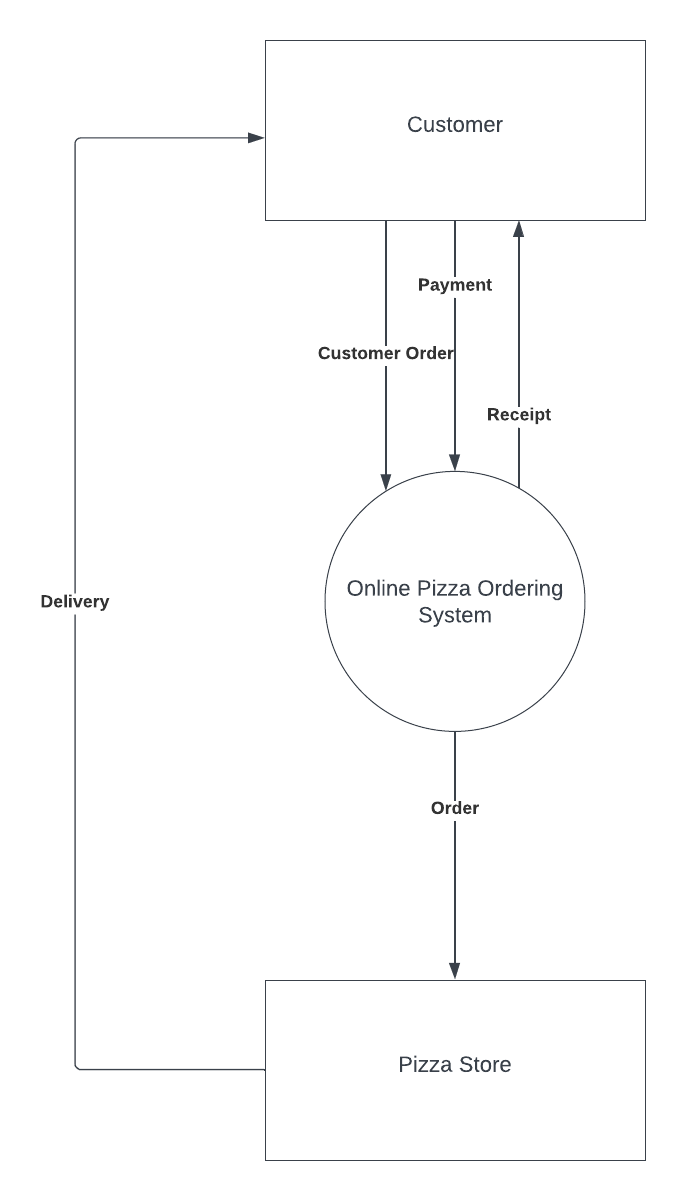 Customer
Payment
Customer Order
Receipt
Online Pizza Ordering
System
Delivery
Order
Pizza Store